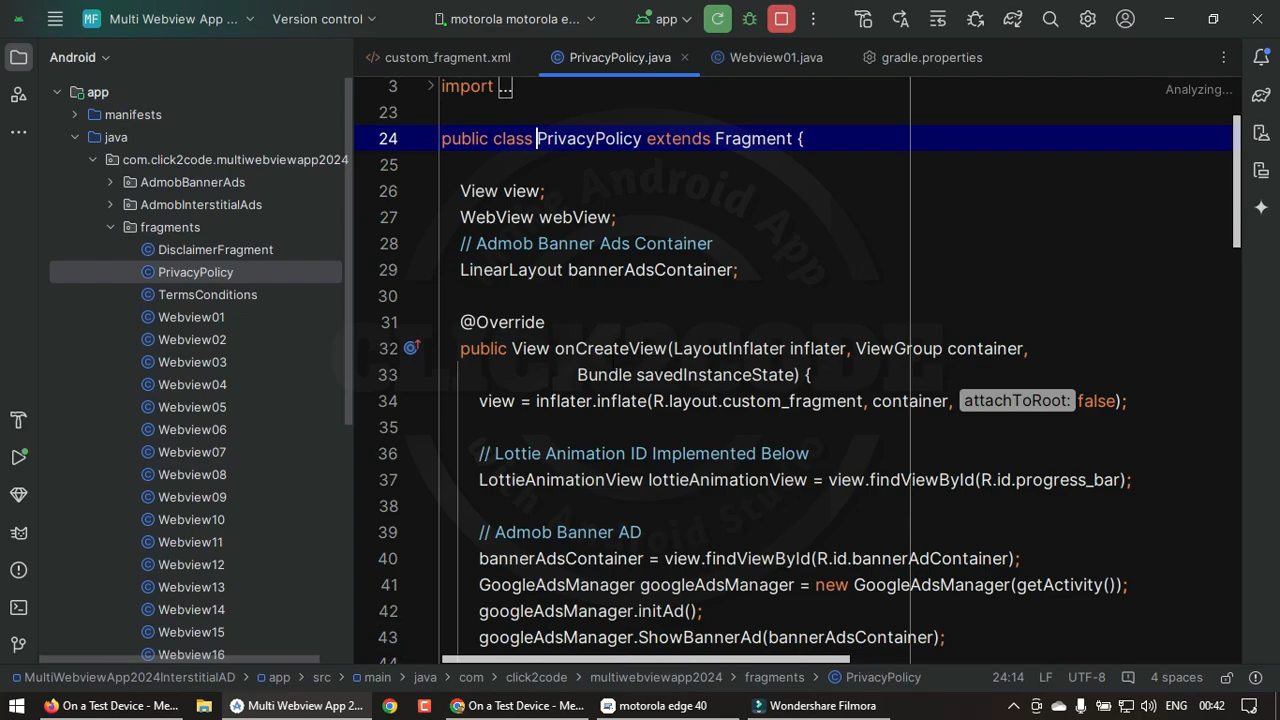 MF Multi Webview App ... Version control motorola motorola e... app
Android
custom_fragment.xml PrivacyPolicy.java Webview01.java gradle.properties
app
manifests
java
com.click2code.multiwebviewapp2024
AdmobBannerAds
AdmobInterstitialAds
fragments
DisclaimerFragment
PrivacyPolicy
TermsConditions
Webview01
Webview02
Webview03
Webview04
Webview05
Webview06
Webview07
Webview08
Webview09
Webview10
Webview11
Webview12
Webview13
Webview14
Webview15
Webview16
Analyzing...
3 import ...
23
24 public class PrivacyPolicy extends Fragment {
25
26 View view;
27 WebView webView;
28 // Admob Banner Ads Container
29 LinearLayout bannerAdsContainer;
30
31 @Override
32 public View onCreateView(LayoutInflater inflater, ViewGroup container,
33 Bundle savedInstanceState) {
34 view = inflater.inflate(R.layout.custom_fragment, container, attachToRoot: false);
35
36 // Lottie Animation ID Implemented Below
37 LottieAnimationView lottieAnimationView = view.findViewById(R.id.progress_bar);
38
39 // Admob Banner AD
40 bannerAdsContainer = view.findViewById(R.id.bannerAdContainer);
41 GoogleAdsManager googleAdsManager = new GoogleAdsManager(getActivity());
42 googleAdsManager.initAd();
43 googleAdsManager.ShowBannerAd(bannerAdsContainer);
44
CLICK2CODE
MultiWebviewApp2024InterstitialAD app src main java com click2code multiwebviewapp2024 fragments PrivacyPolicy 24:14 LF UTF-8 4 spaces
On a Test Device - Me... Multi Webview App 2... On a Test Device - Me... motorola edge 40 Wondershare Filmora ENG 00:42